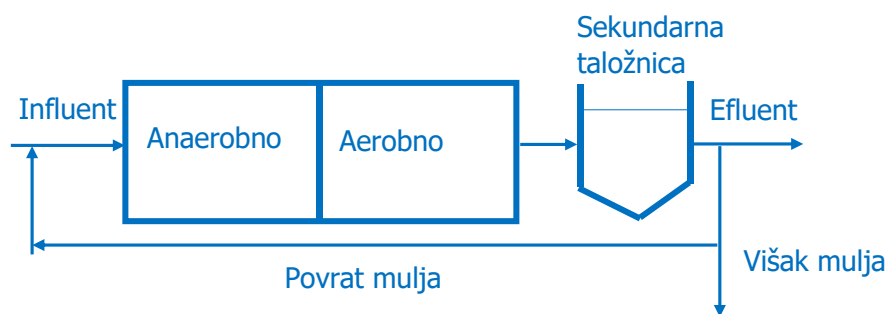 Sekundarna
taložnica
Influent
Efluent
Anaerobno
Aerobno
Višak mulja
Povrat mulja